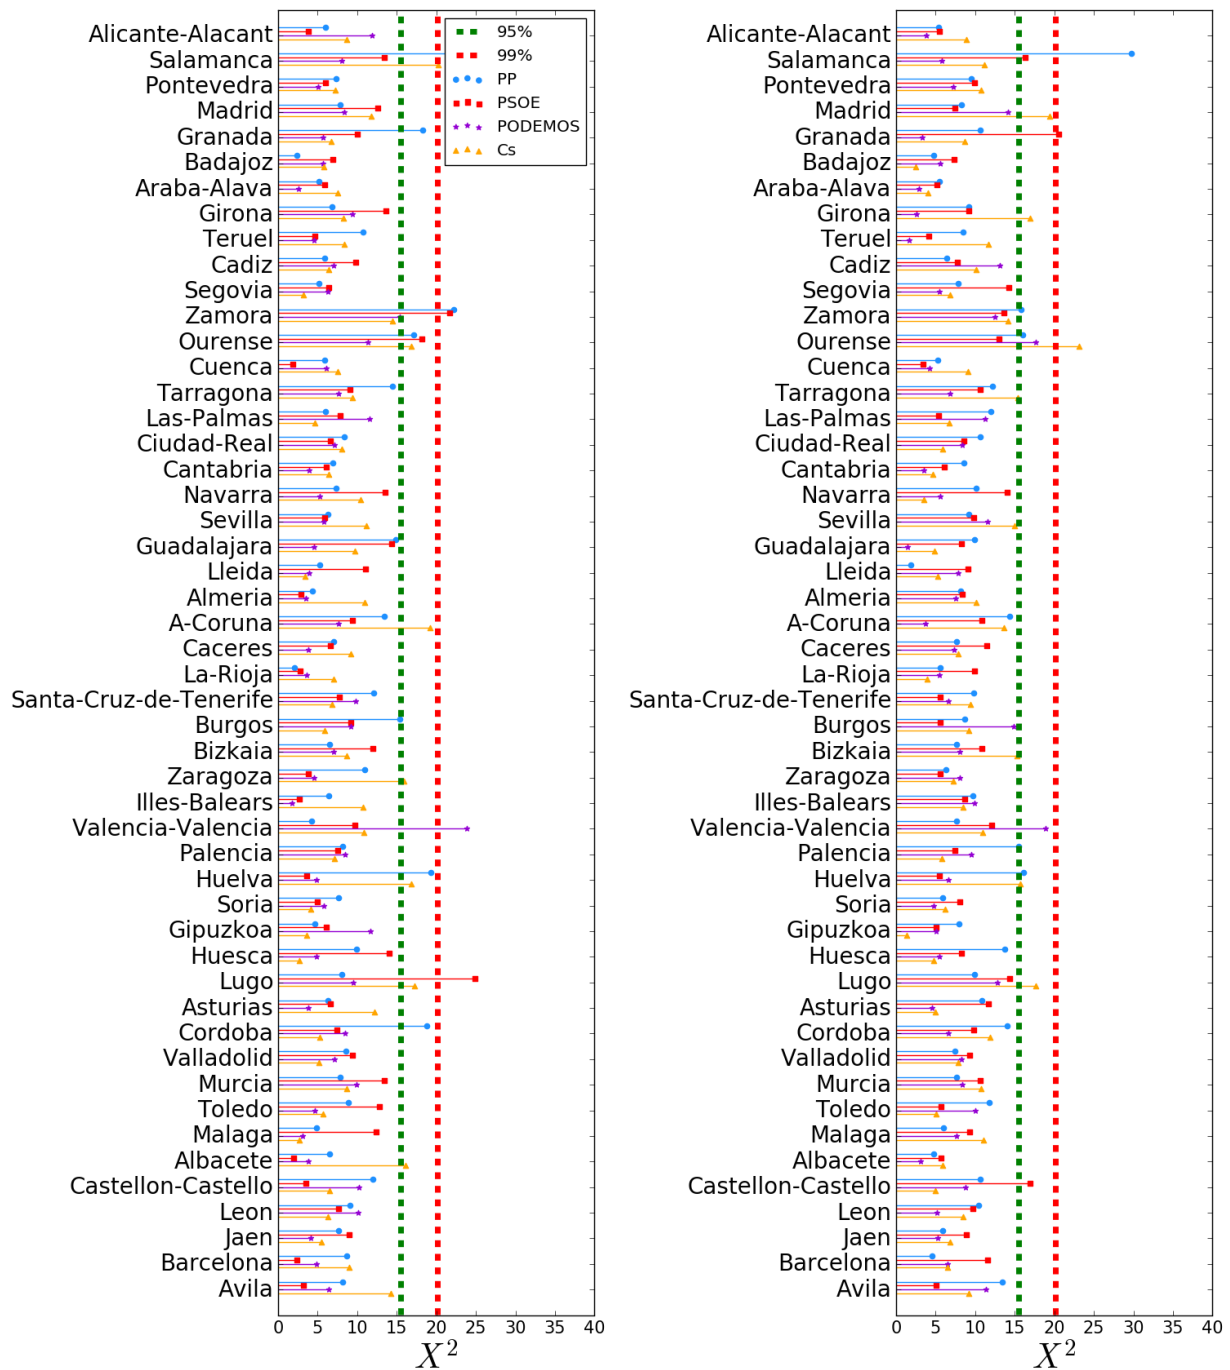 Alicante-Alacant
Salamanca
Pontevedra
Madrid
Granada
Badajoz
Araba-Alava
Girona
Teruel
Cadiz
Segovia
Zamora
Ourense
Cuenca
Tarragona
Las-Palmas
Ciudad-Real
Cantabria
Navarra
Sevilla
Guadalajara
Lleida
Almeria
A-Coruna
Caceres
La-Rioja
Santa-Cruz-de-Tenerife
Burgos
Bizkaia
Zaragoza
Illes-Balears
Valencia-Valencia
Palencia
Huelva
Soria
Gipuzkoa
Huesca
Lugo
Asturias
Cordoba
Valladolid
Murcia
Toledo
Malaga
Albacete
Castellon-Castello
Leon
Jaen
Barcelona
Avila
0 5 10 15 20 25 30 35 40
X²
95%
99%
PP
PSOE
PODEMOS
Cs
Alicante-Alacant
Salamanca
Pontevedra
Madrid
Granada
Badajoz
Araba-Alava
Girona
Teruel
Cadiz
Segovia
Zamora
Ourense
Cuenca
Tarragona
Las-Palmas
Ciudad-Real
Cantabria
Navarra
Sevilla
Guadalajara
Lleida
Almeria
A-Coruna
Caceres
La-Rioja
Santa-Cruz-de-Tenerife
Burgos
Bizkaia
Zaragoza
Illes-Balears
Valencia-Valencia
Palencia
Huelva
Soria
Gipuzkoa
Huesca
Lugo
Asturias
Cordoba
Valladolid
Murcia
Toledo
Malaga
Albacete
Castellon-Castello
Leon
Jaen
Barcelona
Avila
0 5 10 15 20 25 30 35 40
X²